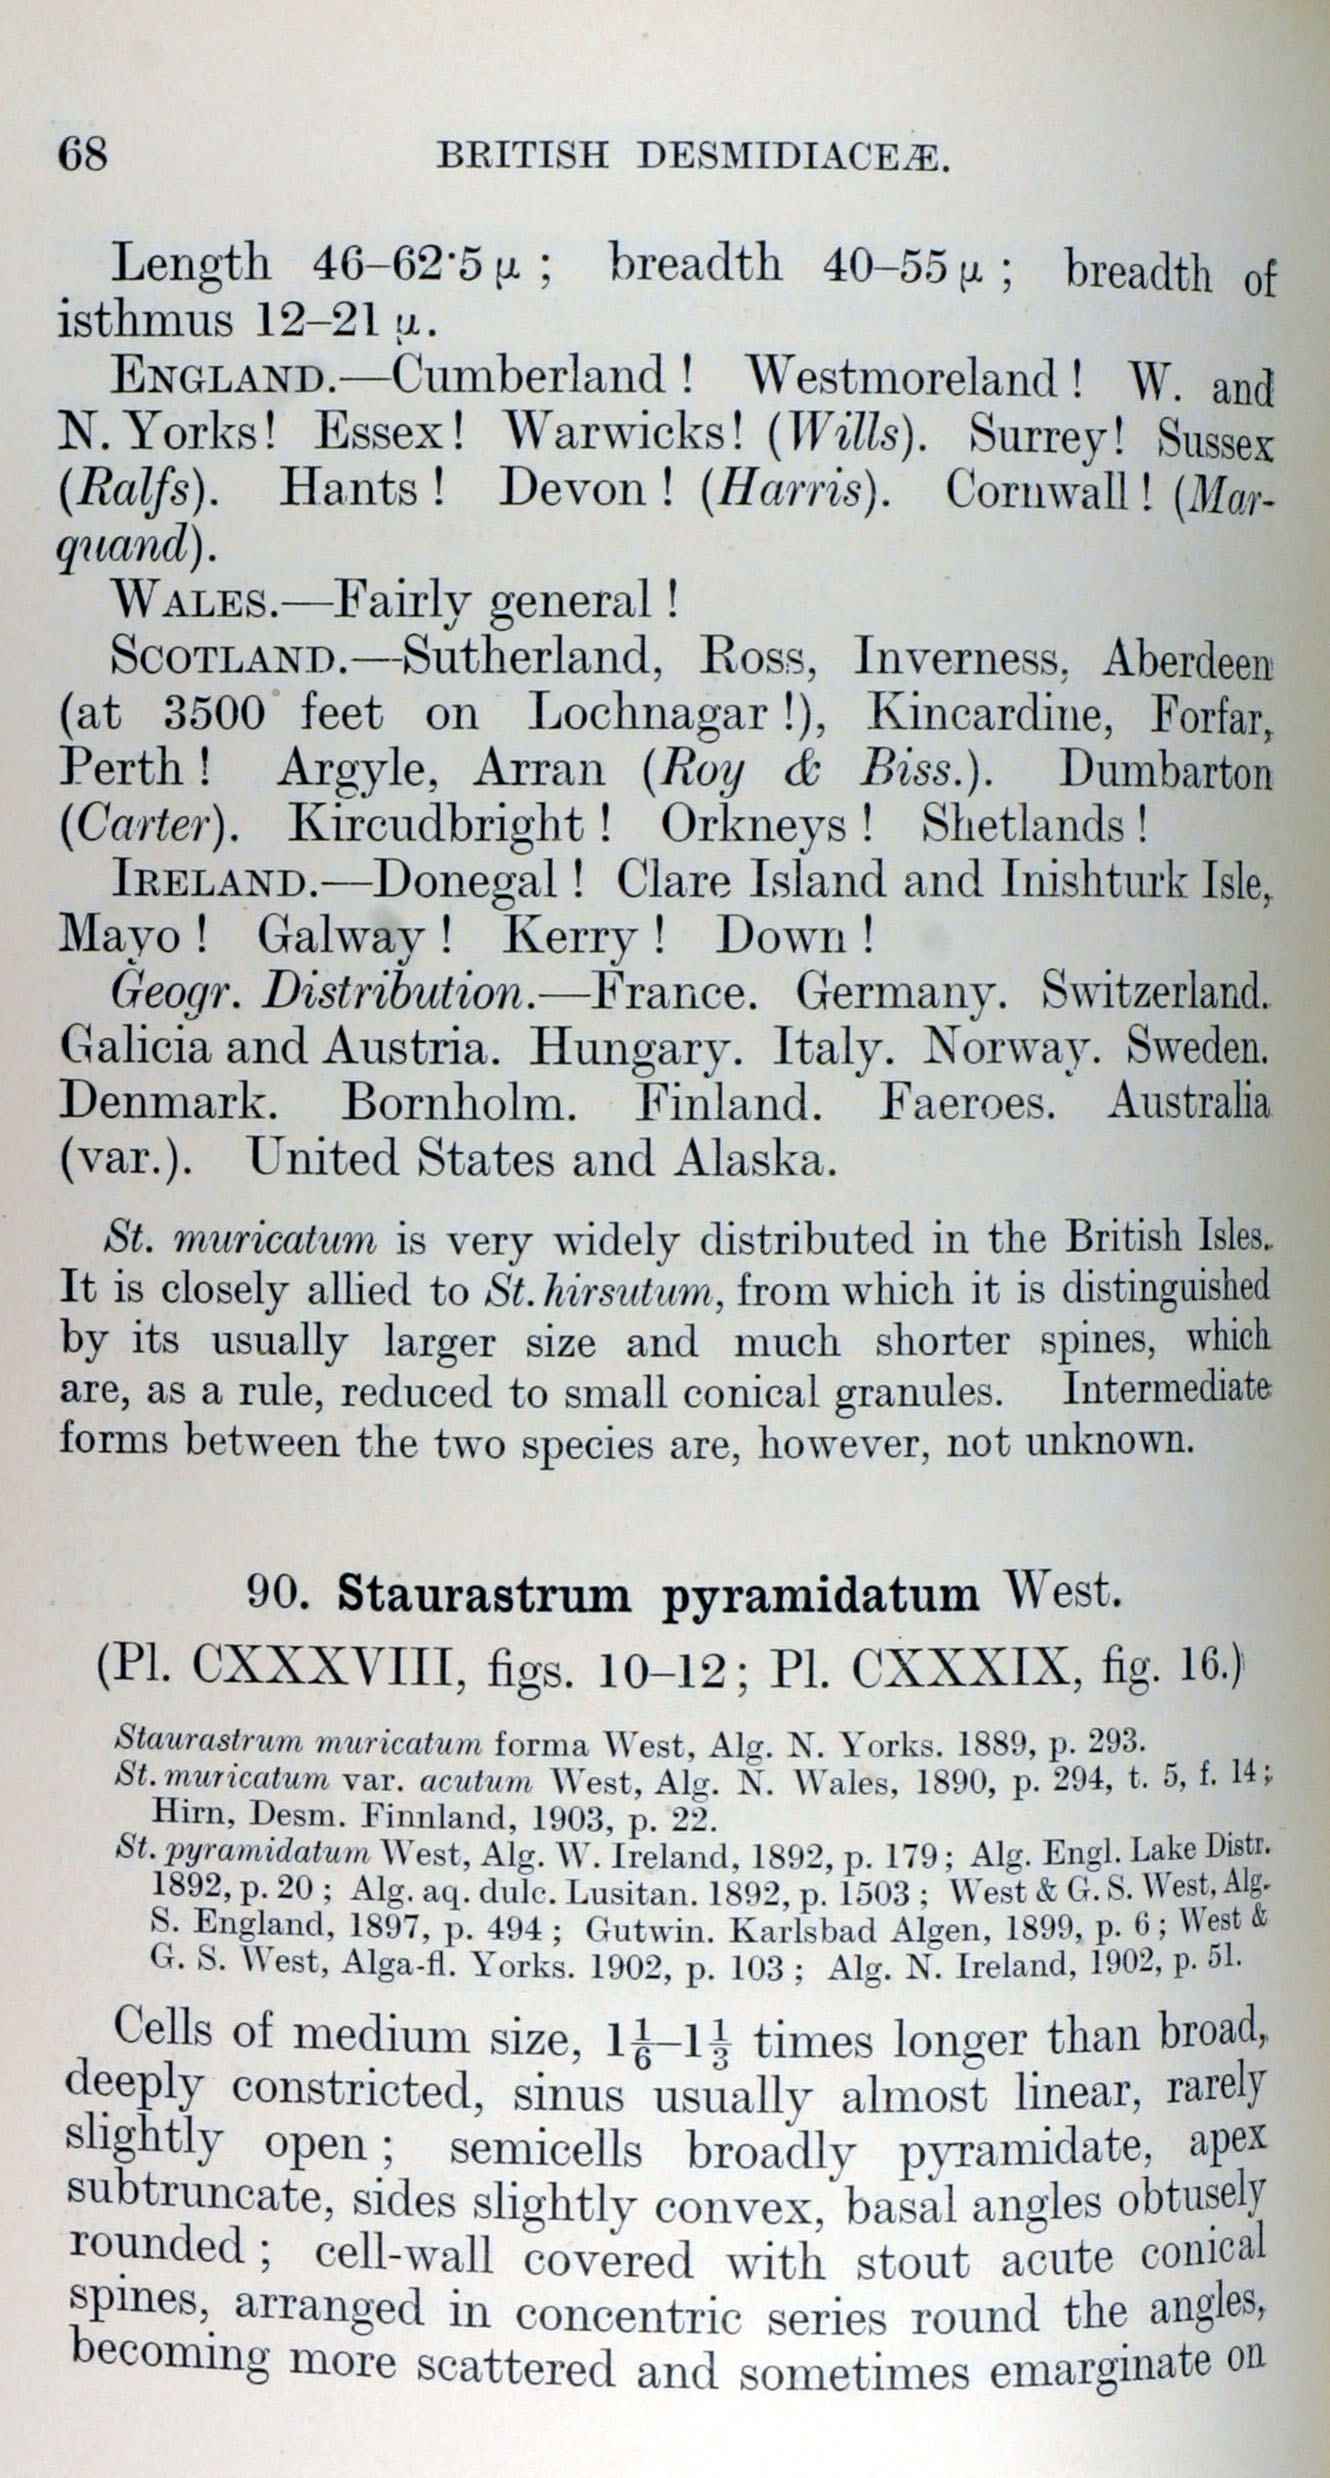 68 BRITISH DESMIDIACEÆ.
Length 46–62·5 µ ; breadth 40–55 µ ; breadth of
isthmus 12–21 µ.
ENGLAND.—Cumberland ! Westmoreland ! W. and
N. Yorks! Essex! Warwicks! (Wills). Surrey! Sussex
(Ralfs). Hants ! Devon ! (Harris). Cornwall ! (Mar-
quand).
WALES.—Fairly general !
SCOTLAND.—Sutherland, Ross, Inverness, Aberdeen
(at 3500 feet on Lochnagar !), Kincardine, Forfar,
Perth ! Argyle, Arran (Roy & Biss.). Dumbarton
(Carter). Kircudbright ! Orkneys ! Shetlands !
IRELAND.—Donegal ! Clare Island and Inishturk Isle,
Mayo ! Galway ! Kerry ! Down !
Geogr. Distribution.—France. Germany. Switzerland.
Galicia and Austria. Hungary. Italy. Norway. Sweden.
Denmark. Bornholm. Finland. Faeroes. Australia
(var.). United States and Alaska.
St. muricatum is very widely distributed in the British Isles.
It is closely allied to St. hirsutum, from which it is distinguished
by its usually larger size and much shorter spines, which
are, as a rule, reduced to small conical granules. Intermediate
forms between the two species are, however, not unknown.
90. Staurastrum pyramidatum West.
(Pl. CXXXVIII, figs. 10–12 ; Pl. CXXXIX, fig. 16.)
Staurastrum muricatum forma West, Alg. N. Yorks. 1889, p. 293.
St. muricatum var. acutum West, Alg. N. Wales, 1890, p. 294, t. 5, f. 14 ;
Hirn, Desm. Finnland, 1903, p. 22.
St. pyramidatum West, Alg. W. Ireland, 1892, p. 179 ; Alg. Engl. Lake Distr.
1892, p. 20 ; Alg. aq. dulc. Lusitan. 1892, p. 1503 ; West & G. S. West, Alg.
S. England, 1897, p. 494 ; Gutwin. Karlsbad Algen, 1899, p. 6 ; West &
G. S. West, Alga-fl. Yorks. 1902, p. 103 ; Alg. N. Ireland, 1902, p. 51.
Cells of medium size, 1⅙–1⅓ times longer than broad,
deeply constricted, sinus usually almost linear, rarely
slightly open ; semicells broadly pyramidate, apex
subtruncate, sides slightly convex, basal angles obtusely
rounded ; cell-wall covered with stout acute conical
spines, arranged in concentric series round the angles,
becoming more scattered and sometimes emarginate on